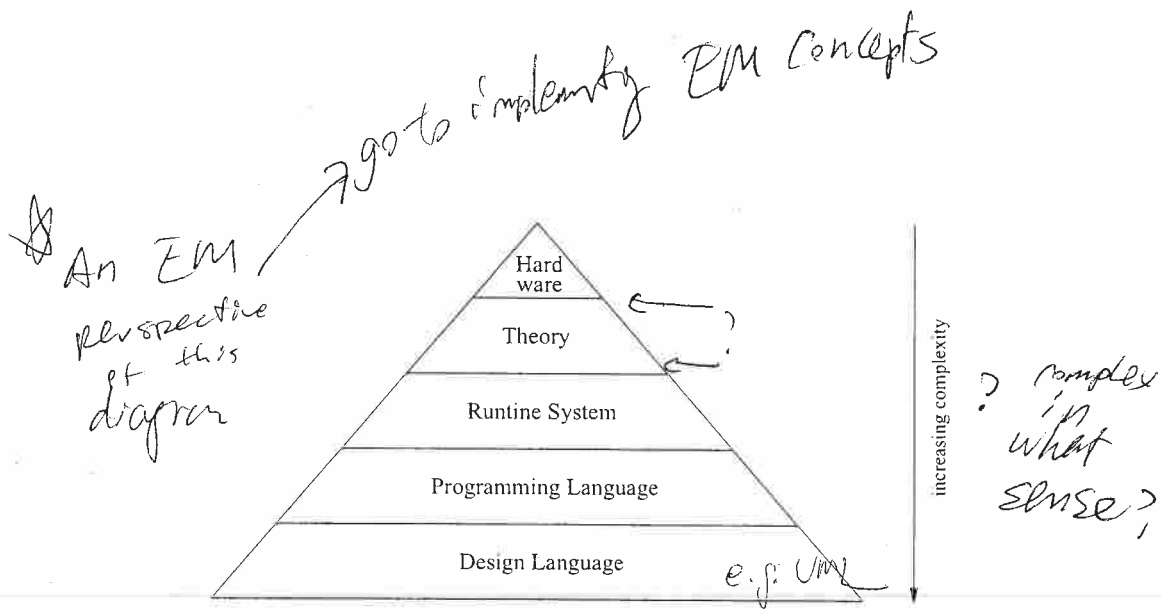 go to implementing EM Concepts
☆ An EM
perspective
of this
diagram
Hard
ware
Theory
?
Runtine System
Programming Language
Design Language
e.g: UML
increasing complexity
? complex
in
what
sense?